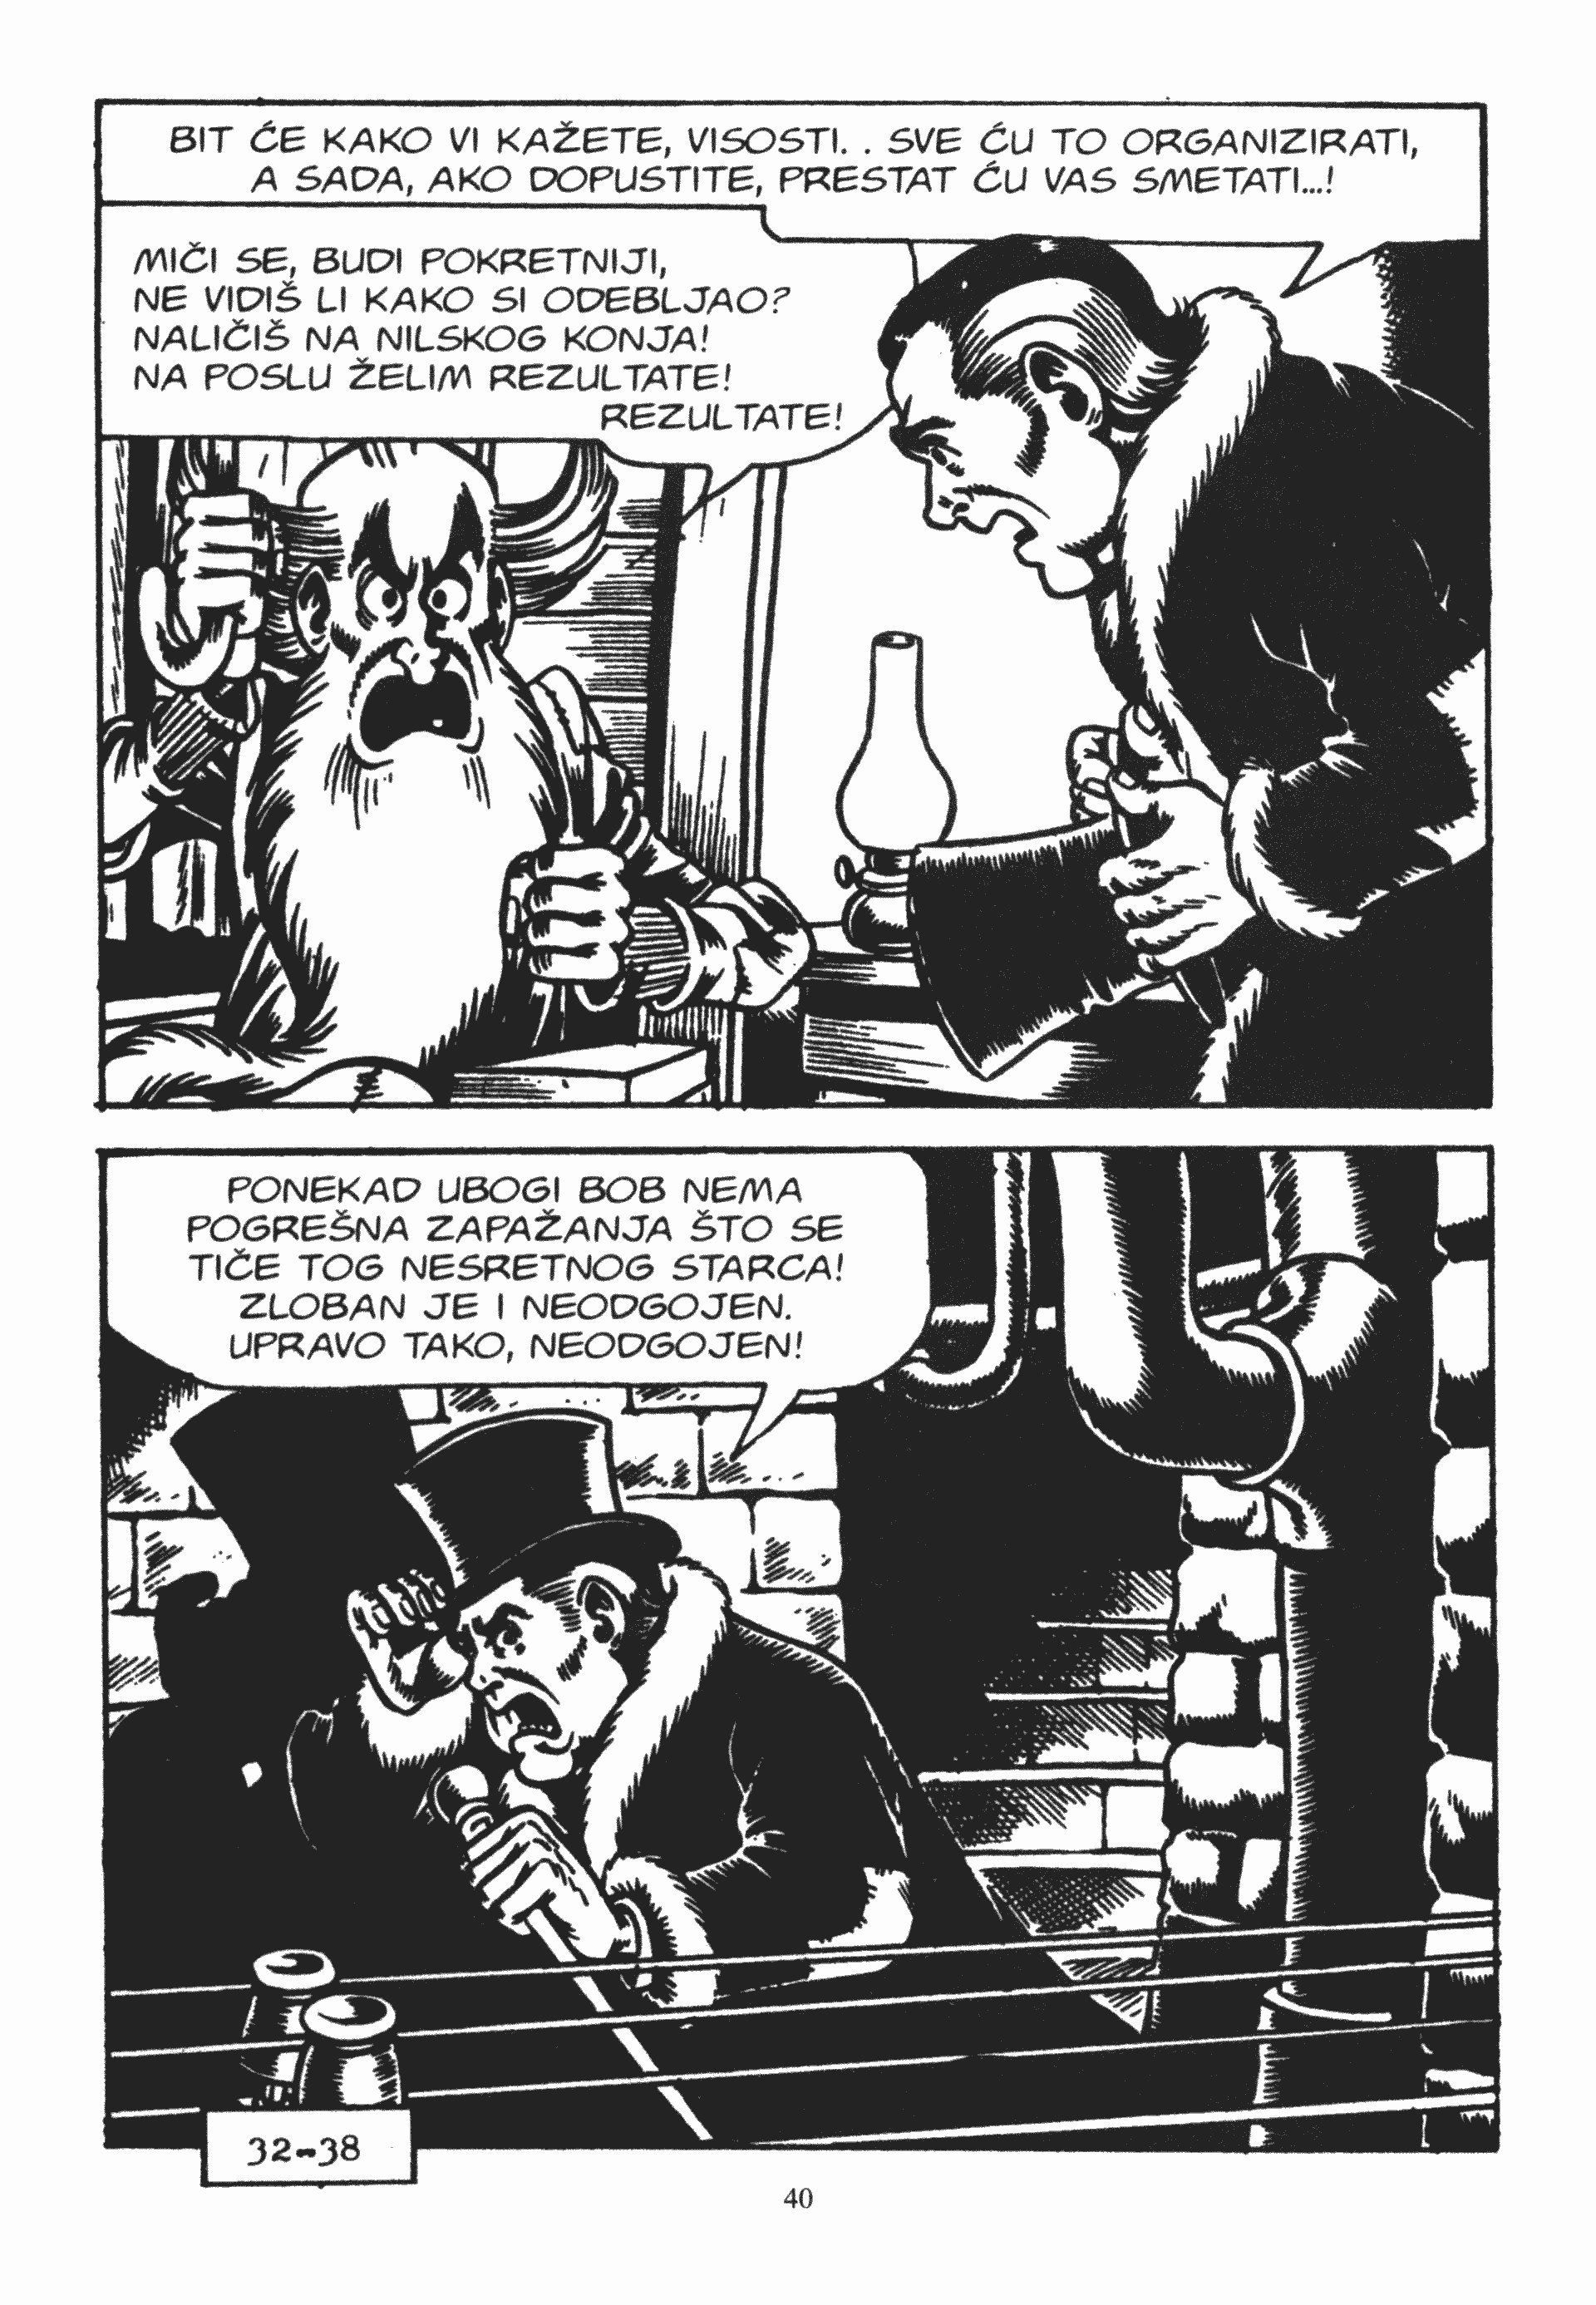 BIT ĆE KAKO VI KAŽETE, VISOSTI. . SVE ĆU TO ORGANIZIRATI,
A SADA, AKO DOPUSTITE, PRESTAT ĆU VAS SMETATI...!
MIČI SE, BUDI POKRETNIJI,
NE VIDIŠ LI KAKO SI ODEBLJAO?
NALIČIŠ NA NILSKOG KONJA!
NA POSLU ŽELIM REZULTATE!
REZULTATE!
PONEKAD UBOGI BOB NEMA
POGREŠNA ZAPAŽANJA ŠTO SE
TIČE TOG NESRETNOG STARCA!
ZLOBAN JE I NEODGOJEN.
UPRAVO TAKO, NEODGOJEN!
32-38
40